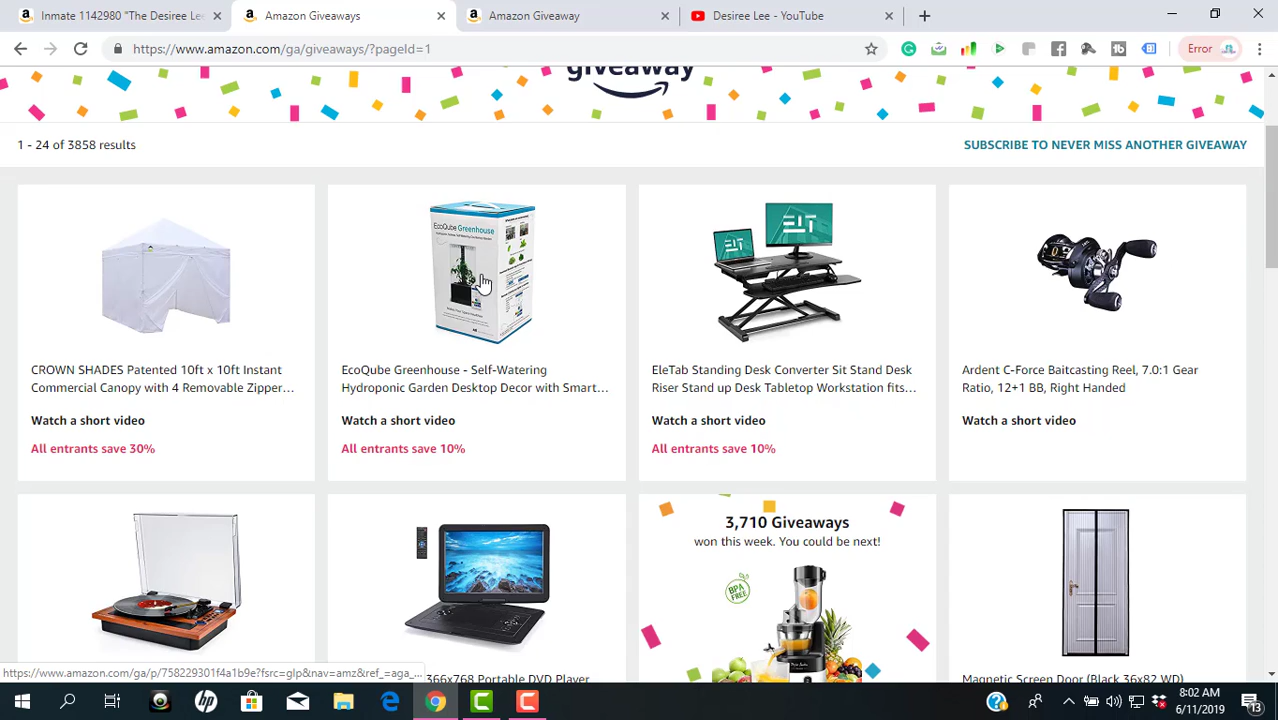 Inmate 1142980 "The Desiree Le
Amazon Giveaways
Amazon Giveaway
Desiree Lee - YouTube
https://www.amazon.com/ga/giveaways/?pageId=1
Error
giveaway
1 - 24 of 3858 results
SUBSCRIBE TO NEVER MISS ANOTHER GIVEAWAY
EcoQube Greenhouse
ELT
ELT
CROWN SHADES Patented 10ft x 10ft Instant
Commercial Canopy with 4 Removable Zipper...
Watch a short video
All entrants save 30%
EcoQube Greenhouse - Self-Watering
Hydroponic Garden Desktop Decor with Smart...
Watch a short video
All entrants save 10%
EleTab Standing Desk Converter Sit Stand Desk
Riser Stand up Desk Tabletop Workstation fits...
Watch a short video
All entrants save 10%
Ardent C-Force Baitcasting Reel, 7.0:1 Gear
Ratio, 12+1 BB, Right Handed
Watch a short video
3,710 Giveaways
won this week. You could be next!
BPA
FREE
366x768 Portable DVD Player
Magnetic Screen Door (Black 36x82 WD)
https://www.amazon.com/ga/p/758229301f4a1b9e?fsrc=glp&nav=amz&ref_=aga_...
8:02 AM
6/11/2019
13